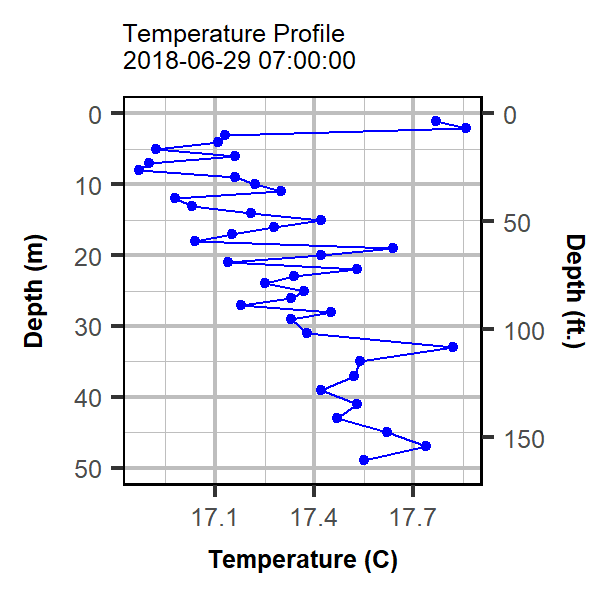 Temperature Profile
2018-06-29 07:00:00
0
10
20
30
40
50
Depth (m)
0
50
100
150
Depth (ft.)
17.1 17.4 17.7
Temperature (C)